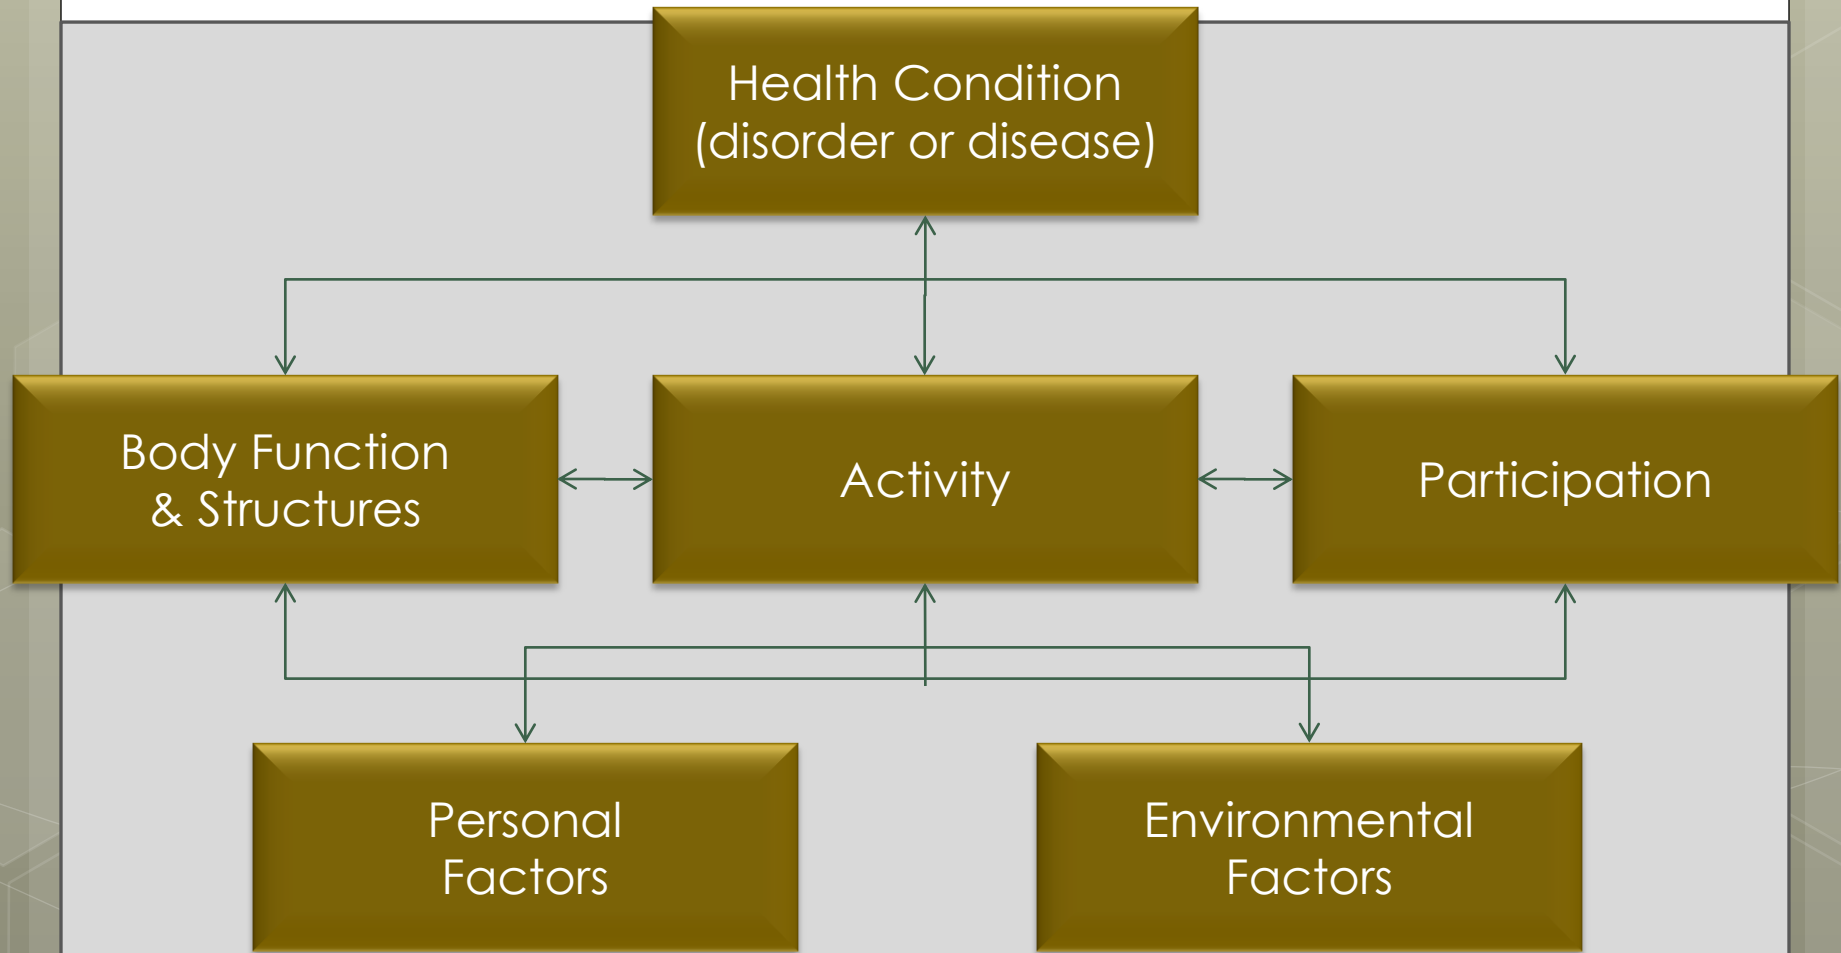 Health Condition
(disorder or disease)
Body Function
& Structures
Activity
Participation
Personal
Factors
Environmental
Factors